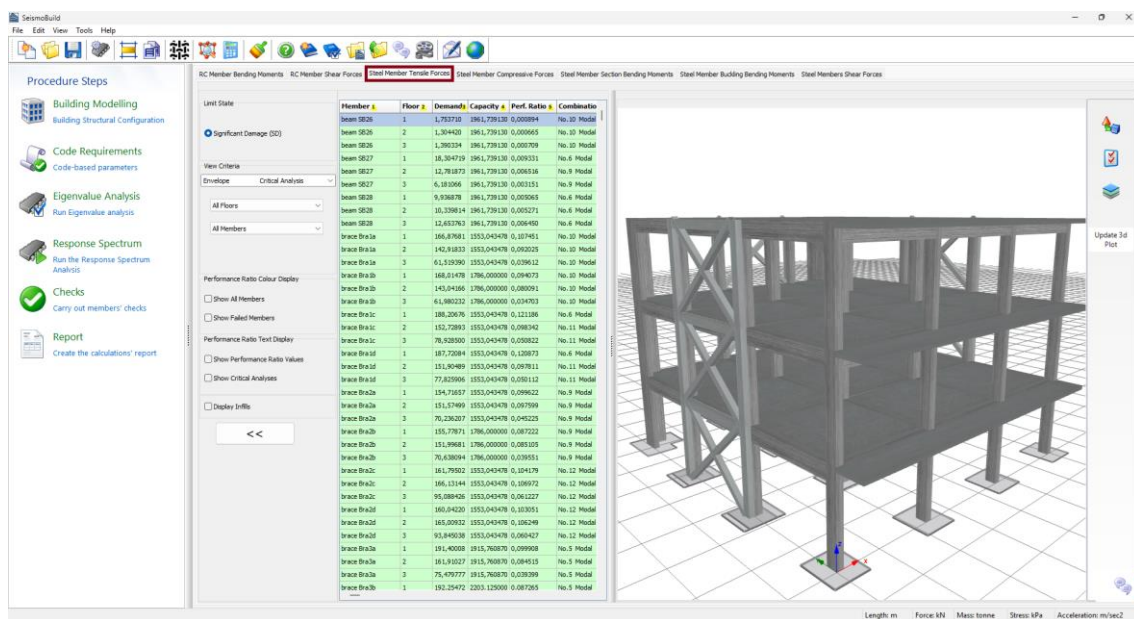 SeismoBuild
File Edit View Tools Help
Procedure Steps
Building Modelling
Building Structural Configuration
Code Requirements
Code-based parameters
Eigenvalue Analysis
Run Eigenvalue analysis
Response Spectrum
Run the Response Spectrum
Analysis
Checks
Carry out members' checks
Report
Create the calculations' report
RC Member Bending Moments RC Member Shear Forces Steel Member Tensile Forces Steel Member Compressive Forces Steel Member Section Bending Moments Steel Member Buckling Bending Moments Steel Members Shear Forces
Limit State
Significant Damage (SD)
View Criteria
Envelope Critical Analysis
All Floors
All Members
Performance Ratio Colour Display
Show All Members
Show Failed Members
Performance Ratio Text Display
Show Performance Ratio Values
Show Critical Analyses
Display Infills
<<
Member 1 Floor 2 Demand 3 Capacity 4 Perf. Ratio 5 Combinatio
beam SB26 1 1,753710 1961,739130 0,000894 No.10 Modal
beam SB26 2 1,304420 1961,739130 0,000665 No.10 Modal
beam SB26 3 1,390334 1961,739130 0,000709 No.10 Modal
beam SB27 1 18,304719 1961,739130 0,009331 No.6 Modal
beam SB27 2 12,781873 1961,739130 0,006516 No.9 Modal
beam SB27 3 6,181066 1961,739130 0,003151 No.9 Modal
beam SB28 1 9,936878 1961,739130 0,005065 No.6 Modal
beam SB28 2 10,339814 1961,739130 0,005271 No.6 Modal
beam SB28 3 12,653763 1961,739130 0,006450 No.6 Modal
brace Bra1a 1 166,87681 1553,043478 0,107451 No.10 Modal
brace Bra1a 2 142,91833 1553,043478 0,092025 No.10 Modal
brace Bra1a 3 61,519390 1553,043478 0,039612 No.10 Modal
brace Bra1b 1 168,01478 1786,000000 0,094073 No.10 Modal
brace Bra1b 2 143,04166 1786,000000 0,080091 No.10 Modal
brace Bra1b 3 61,980232 1786,000000 0,034703 No.10 Modal
brace Bra1c 1 188,20676 1553,043478 0,121186 No.6 Modal
brace Bra1c 2 152,72893 1553,043478 0,098342 No.11 Modal
brace Bra1c 3 78,928500 1553,043478 0,050822 No.11 Modal
brace Bra1d 1 187,72084 1553,043478 0,120873 No.6 Modal
brace Bra1d 2 151,90489 1553,043478 0,097811 No.11 Modal
brace Bra1d 3 77,825906 1553,043478 0,050112 No.11 Modal
brace Bra2a 1 154,71657 1553,043478 0,099622 No.9 Modal
brace Bra2a 2 151,57499 1553,043478 0,097599 No.9 Modal
brace Bra2a 3 70,236207 1553,043478 0,045225 No.9 Modal
brace Bra2b 1 155,77871 1786,000000 0,087222 No.9 Modal
brace Bra2b 2 151,99681 1786,000000 0,085105 No.9 Modal
brace Bra2b 3 70,638094 1786,000000 0,039551 No.9 Modal
brace Bra2c 1 161,79502 1553,043478 0,104179 No.12 Modal
brace Bra2c 2 166,13144 1553,043478 0,106972 No.12 Modal
brace Bra2c 3 95,088426 1553,043478 0,061227 No.12 Modal
brace Bra2d 1 160,04220 1553,043478 0,103051 No.12 Modal
brace Bra2d 2 165,00932 1553,043478 0,106249 No.12 Modal
brace Bra2d 3 93,845038 1553,043478 0,060427 No.12 Modal
brace Bra3a 1 191,40008 1915,760870 0,099908 No.5 Modal
brace Bra3a 2 161,91027 1915,760870 0,084515 No.5 Modal
brace Bra3a 3 75,479777 1915,760870 0,039399 No.5 Modal
brace Bra3b 1 192,25472 2203,125000 0,087265 No.5 Modal
Update 3d
Plot
z
x
Length: m Force: kN Mass: tonne Stress: kPa Acceleration: m/sec2